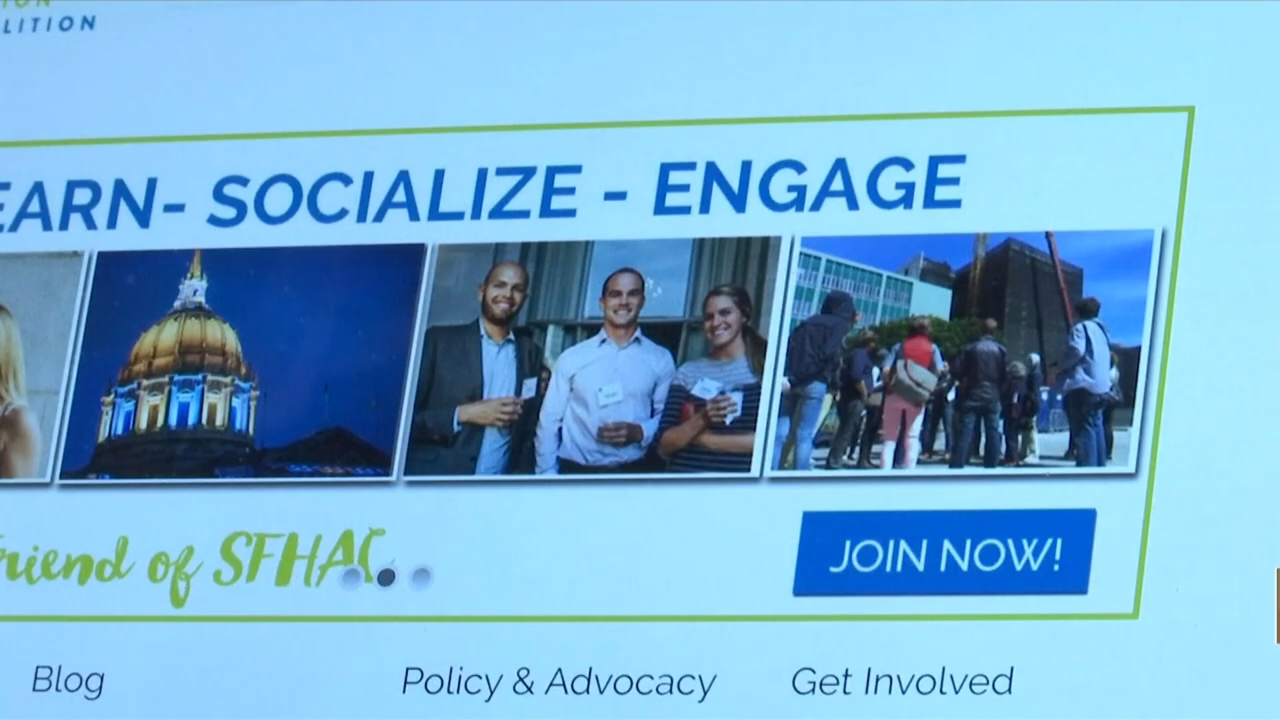 LITION
EARN- SOCIALIZE - ENGAGE
riend of SFHAC
JOIN NOW!
Blog
Policy & Advocacy
Get Involved